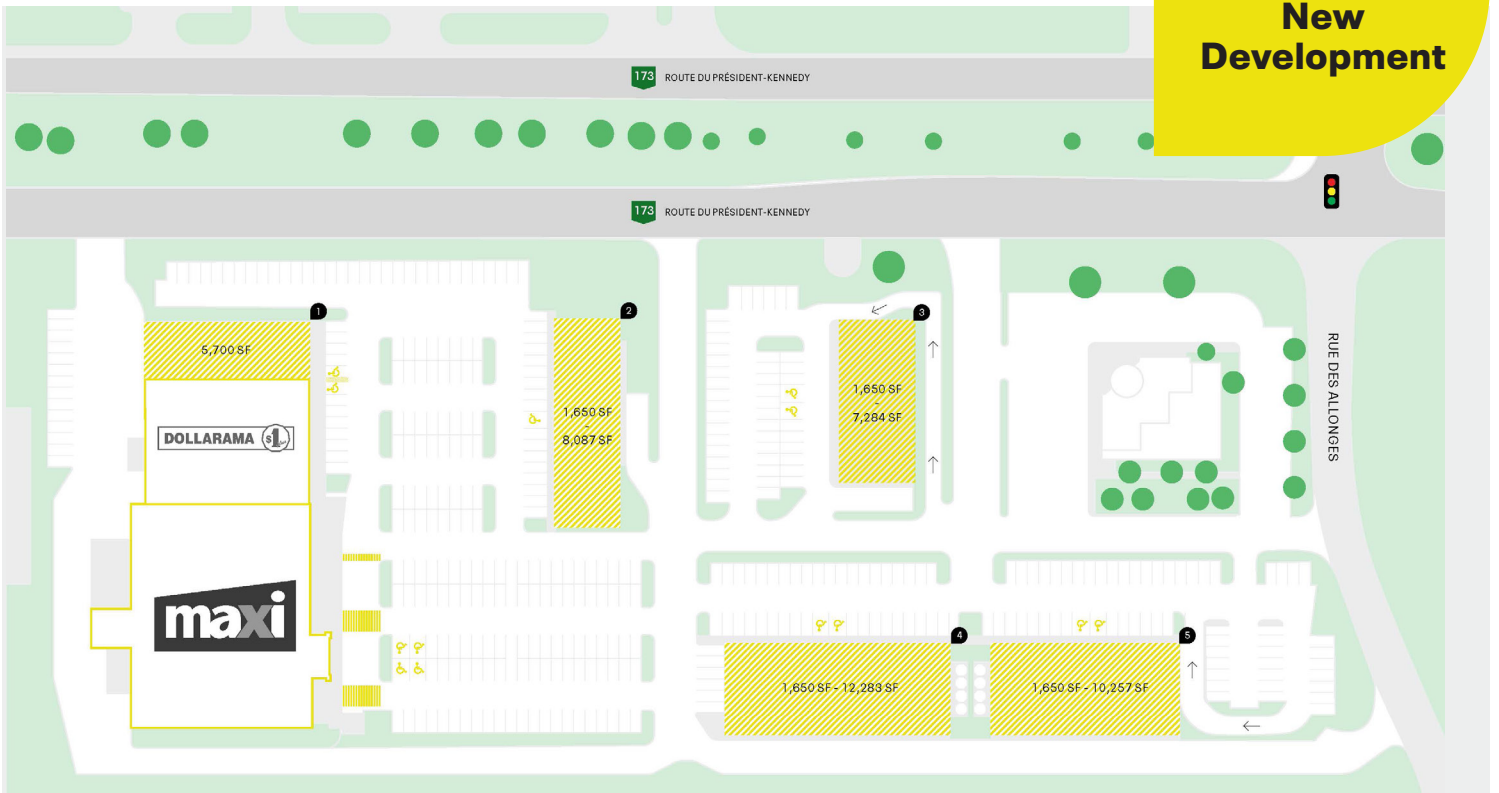 New
Development
173 ROUTE DU PRÉSIDENT-KENNEDY
173 ROUTE DU PRÉSIDENT-KENNEDY
RUE DES ALLONGES
1
5,700 SF
DOLLARAMA $1
maxi
2
1,650 SF
-
8,087 SF
3
1,650 SF
-
7,284 SF
4
1,650 SF - 12,283 SF
5
1,650 SF - 10,257 SF